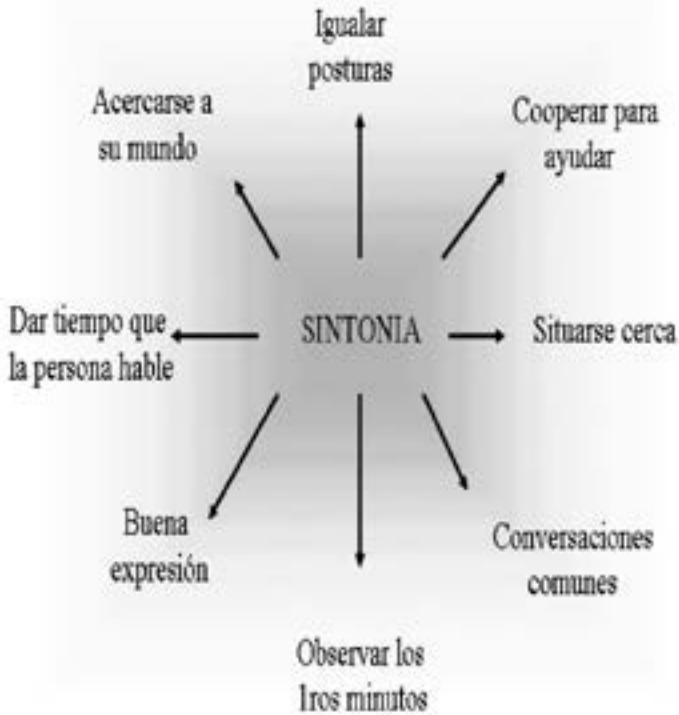 Igualar
posturas
Acercarse a
su mundo
Cooperar para
ayudar
Dar tiempo que
la persona hable
SINTONIA
Situarse cerca
Buena
expresión
Conversaciones
comunes
Observar los
1ros minutos